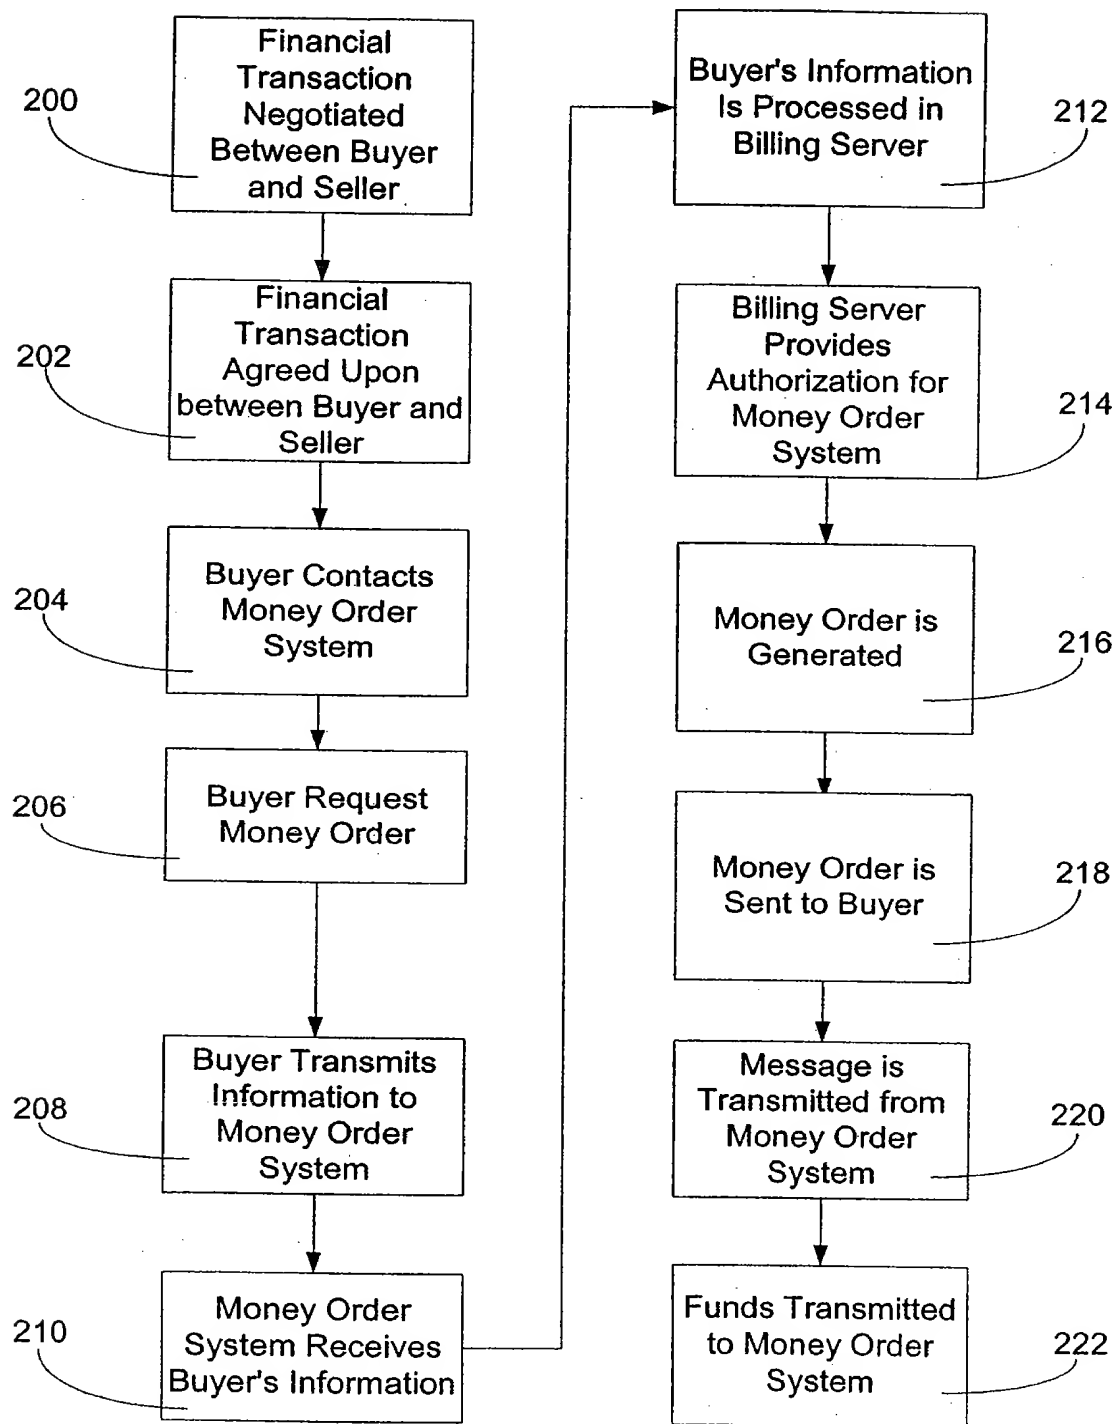 200
Financial
Transaction
Negotiated
Between Buyer
and Seller
202
Financial
Transaction
Agreed Upon
between Buyer and
Seller
204
Buyer Contacts
Money Order
System
206
Buyer Request
Money Order
208
Buyer Transmits
Information to
Money Order
System
210
Money Order
System Receives
Buyer's Information
Buyer's Information
Is Processed in
Billing Server
212
Billing Server
Provides
Authorization for
Money Order
System
214
Money Order is
Generated
216
Money Order is
Sent to Buyer
218
Message is
Transmitted from
Money Order
System
220
Funds Transmitted
to Money Order
System
222